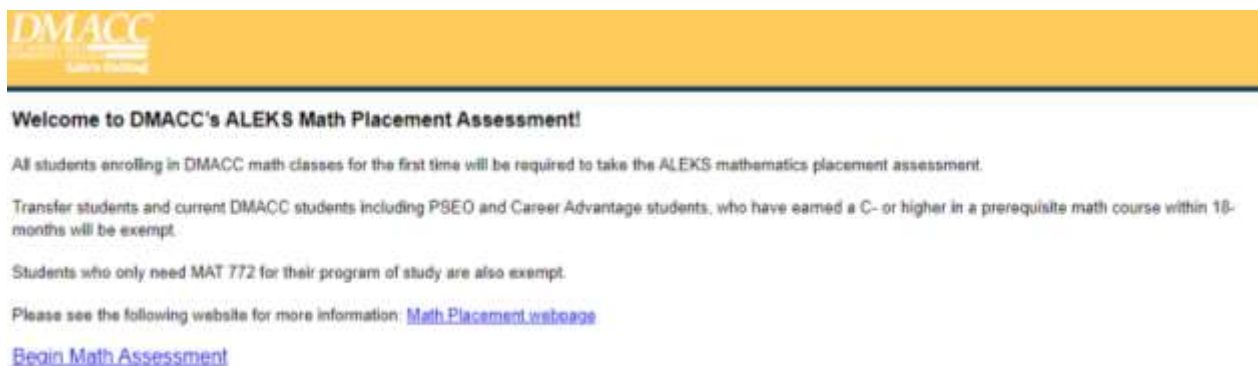 DMACC
Life's Calling
Welcome to DMACC's ALEKS Math Placement Assessment!
All students enrolling in DMACC math classes for the first time will be required to take the ALEKS mathematics placement assessment.
Transfer students and current DMACC students including PSEO and Career Advantage students, who have earned a C- or higher in a prerequisite math course within 18-
months will be exempt.
Students who only need MAT 772 for their program of study are also exempt.
Please see the following website for more information: Math Placement webpage
Begin Math Assessment